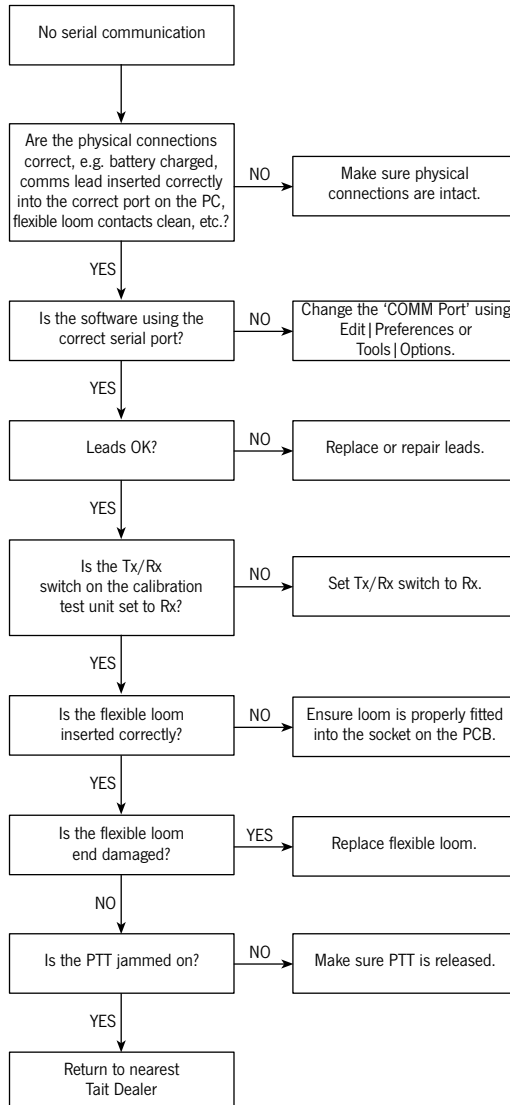 No serial communication
Are the physical connections
correct, e.g. battery charged,
comms lead inserted correctly
into the correct port on the PC,
flexible loom contacts clean, etc.?
NO
Make sure physical
connections are intact.
YES
Is the software using the
correct serial port?
NO
Change the ‘COMM Port’ using
Edit|Preferences or
Tools|Options.
YES
Leads OK?
NO
Replace or repair leads.
YES
Is the Tx/Rx
switch on the calibration
test unit set to Rx?
NO
Set Tx/Rx switch to Rx.
YES
Is the flexible loom
inserted correctly?
NO
Ensure loom is properly fitted
into the socket on the PCB.
YES
Is the flexible loom
end damaged?
YES
Replace flexible loom.
NO
Is the PTT jammed on?
NO
Make sure PTT is released.
YES
Return to nearest
Tait Dealer